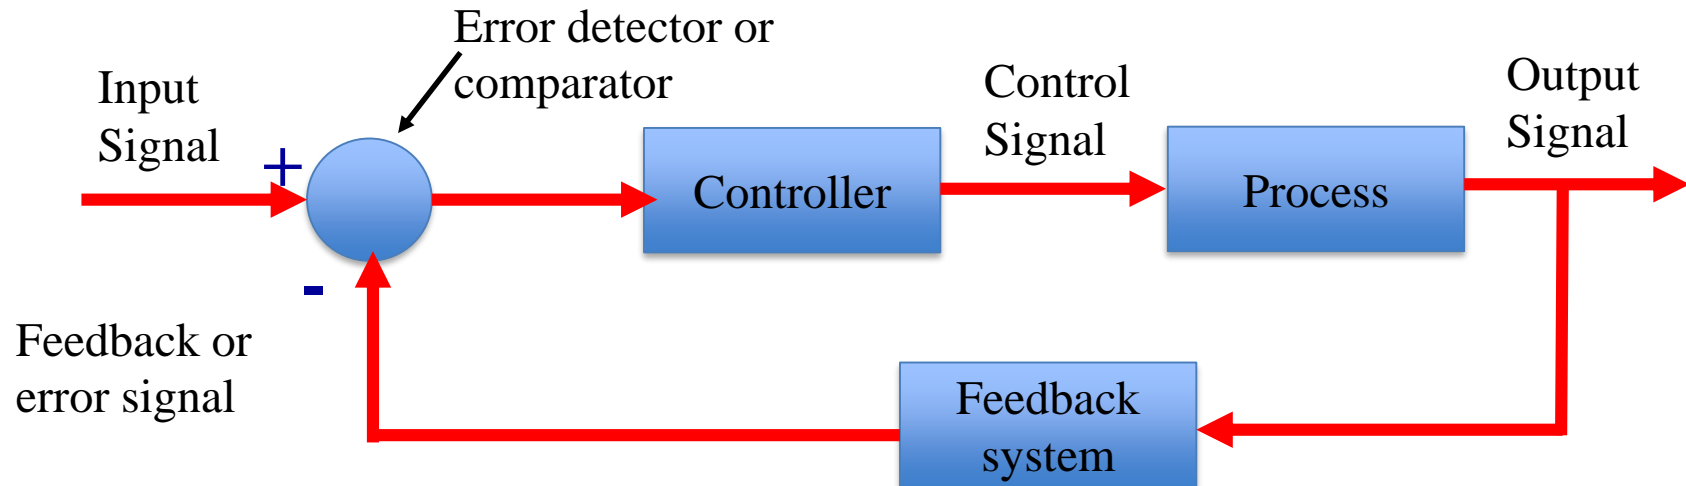 Error detector or
comparator
Input
Signal
Control
Signal
Output
Signal
+
Controller
Process
-
Feedback or
error signal
Feedback
system